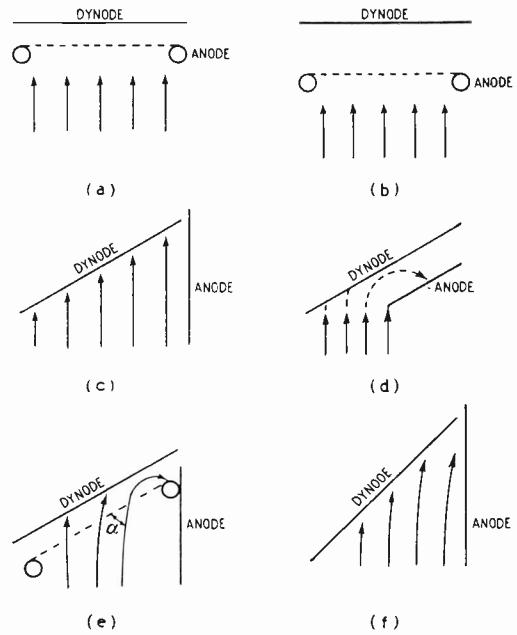 DYNODE
ANODE
(a)
DYNODE
ANODE
(b)
DYNODE
ANODE
(c)
DYNODE
ANODE
(d)
DYNODE
α
ANODE
(e)
DYNODE
ANODE
(f)